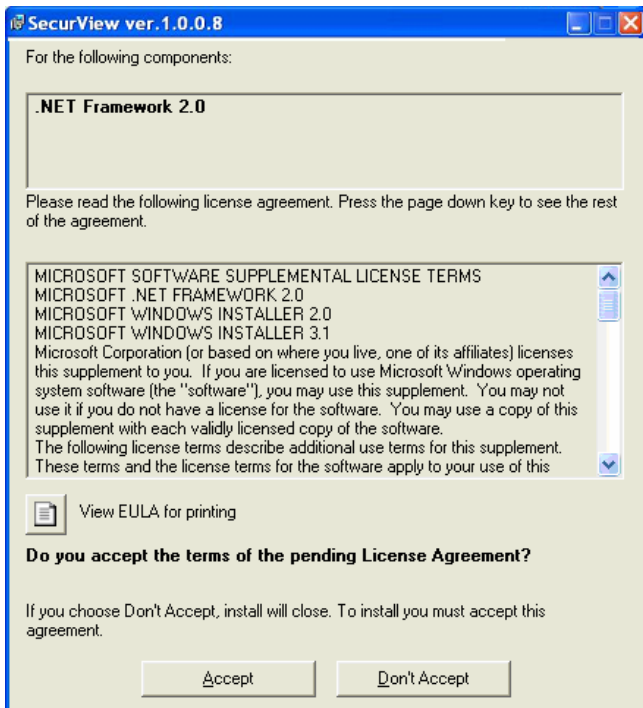 SecurView ver.1.0.0.8
For the following components:
.NET Framework 2.0
Please read the following license agreement. Press the page down key to see the rest
of the agreement.
MICROSOFT SOFTWARE SUPPLEMENTAL LICENSE TERMS
MICROSOFT .NET FRAMEWORK 2.0
MICROSOFT WINDOWS INSTALLER 2.0
MICROSOFT WINDOWS INSTALLER 3.1
Microsoft Corporation (or based on where you live, one of its affiliates) licenses
this supplement to you. If you are licensed to use Microsoft Windows operating
system software (the "software"), you may use this supplement. You may not
use it if you do not have a license for the software. You may use a copy of this
supplement with each validly licensed copy of the software.
The following license terms describe additional use terms for this supplement.
These terms and the license terms for the software apply to your use of this
View EULA for printing
Do you accept the terms of the pending License Agreement?
If you choose Don't Accept, install will close. To install you must accept this
agreement.
Accept
Don't Accept